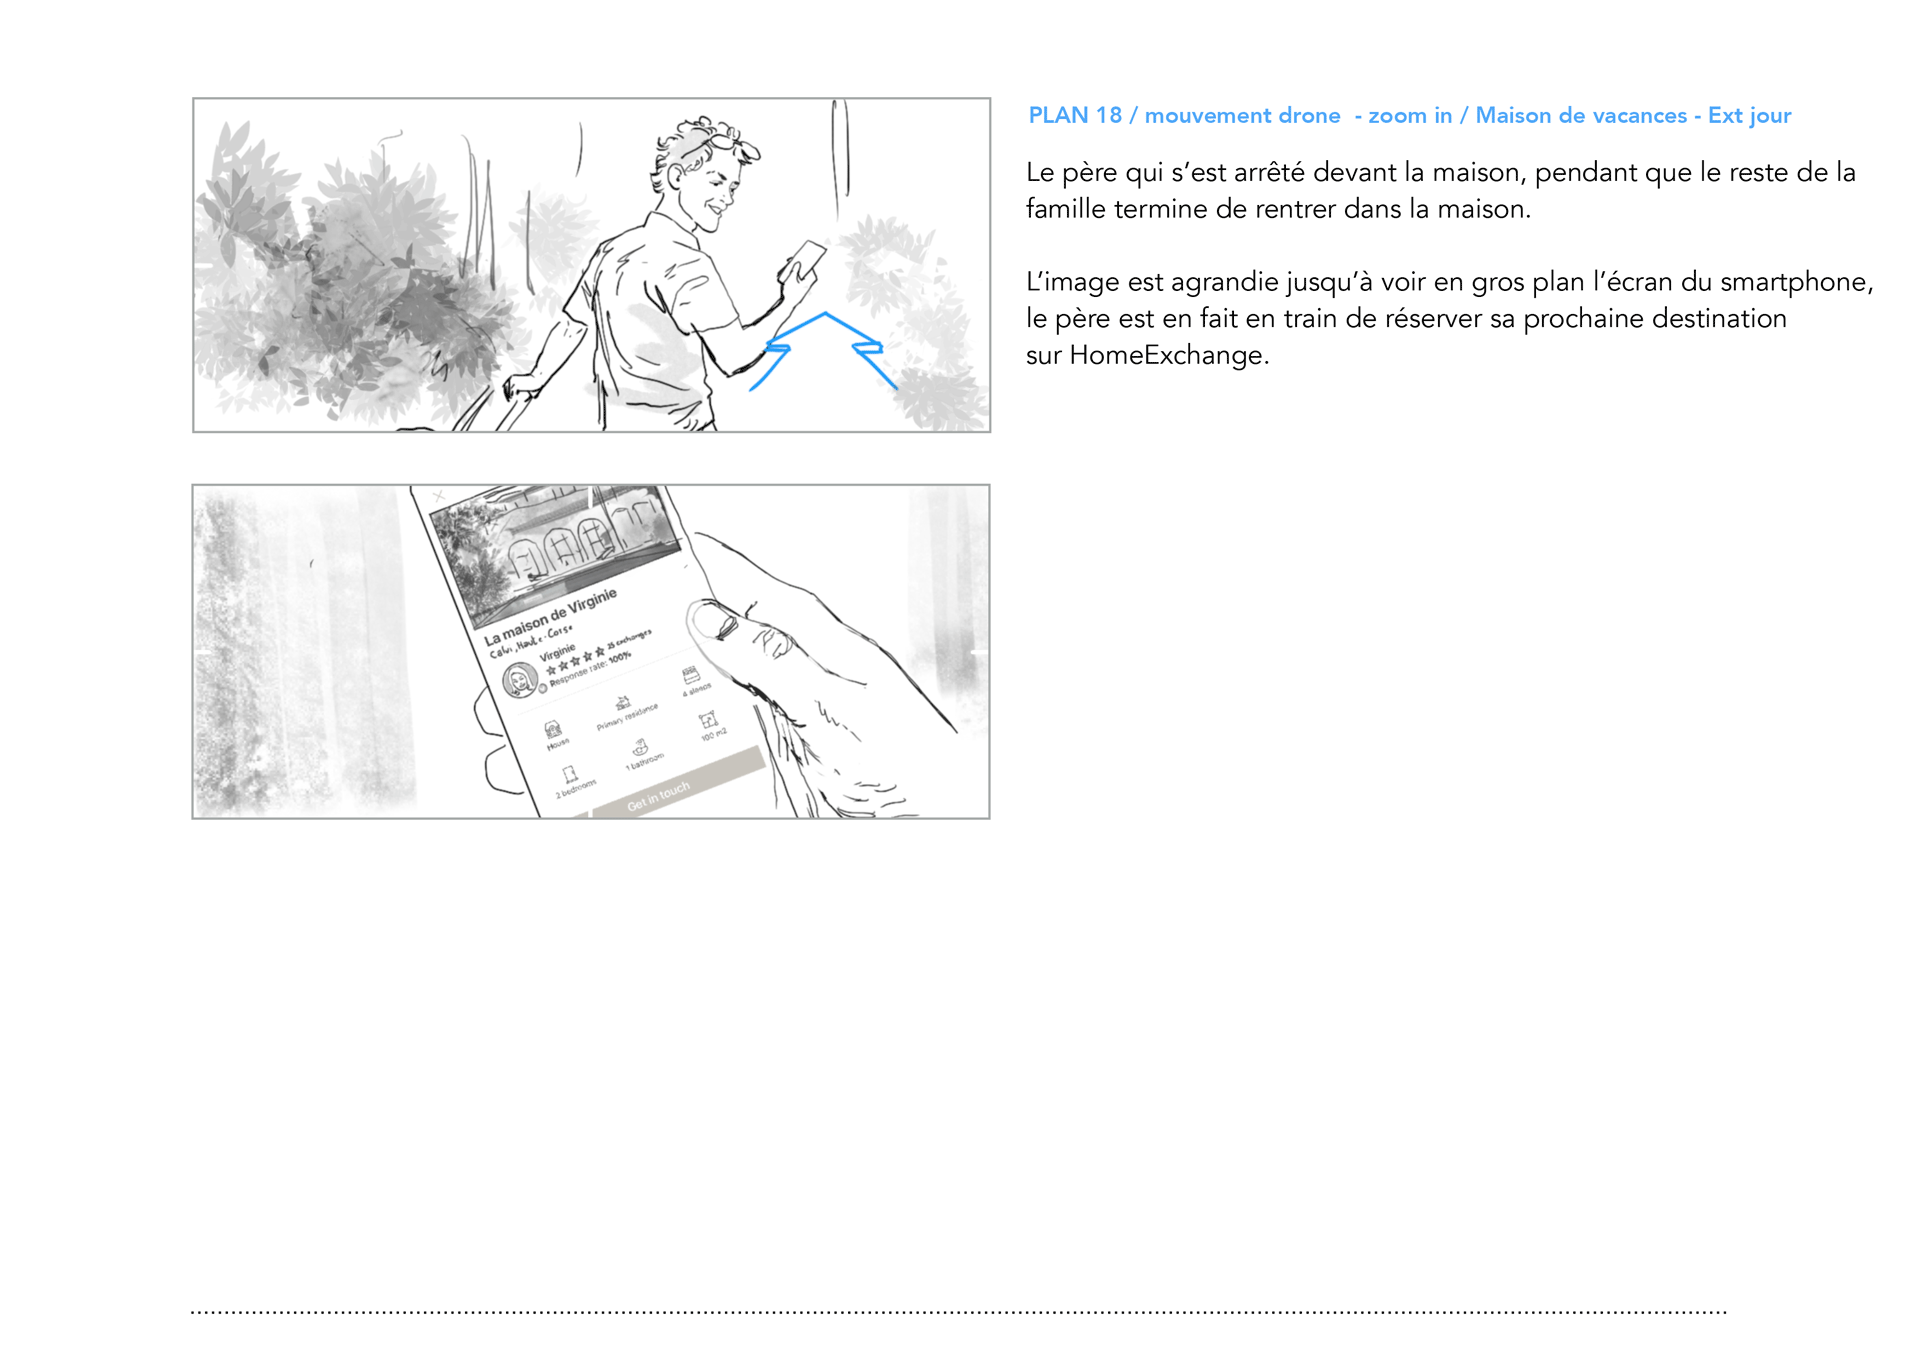 PLAN 18 / mouvement drone - zoom in / Maison de vacances - Ext jour
Le père qui s’est arrêté devant la maison, pendant que le reste de la
famille termine de rentrer dans la maison.
L’image est agrandie jusqu’à voir en gros plan l’écran du smartphone,
le père est en fait en train de réserver sa prochaine destination
sur HomeExchange.
La maison de Virginie
Calvi, Haute-Corse
Virginie
25 exchanges
Response rate: 100%
House
Primary residence
4 sleeps
2 bedrooms
1 bathroom
100 m2
Get in touch